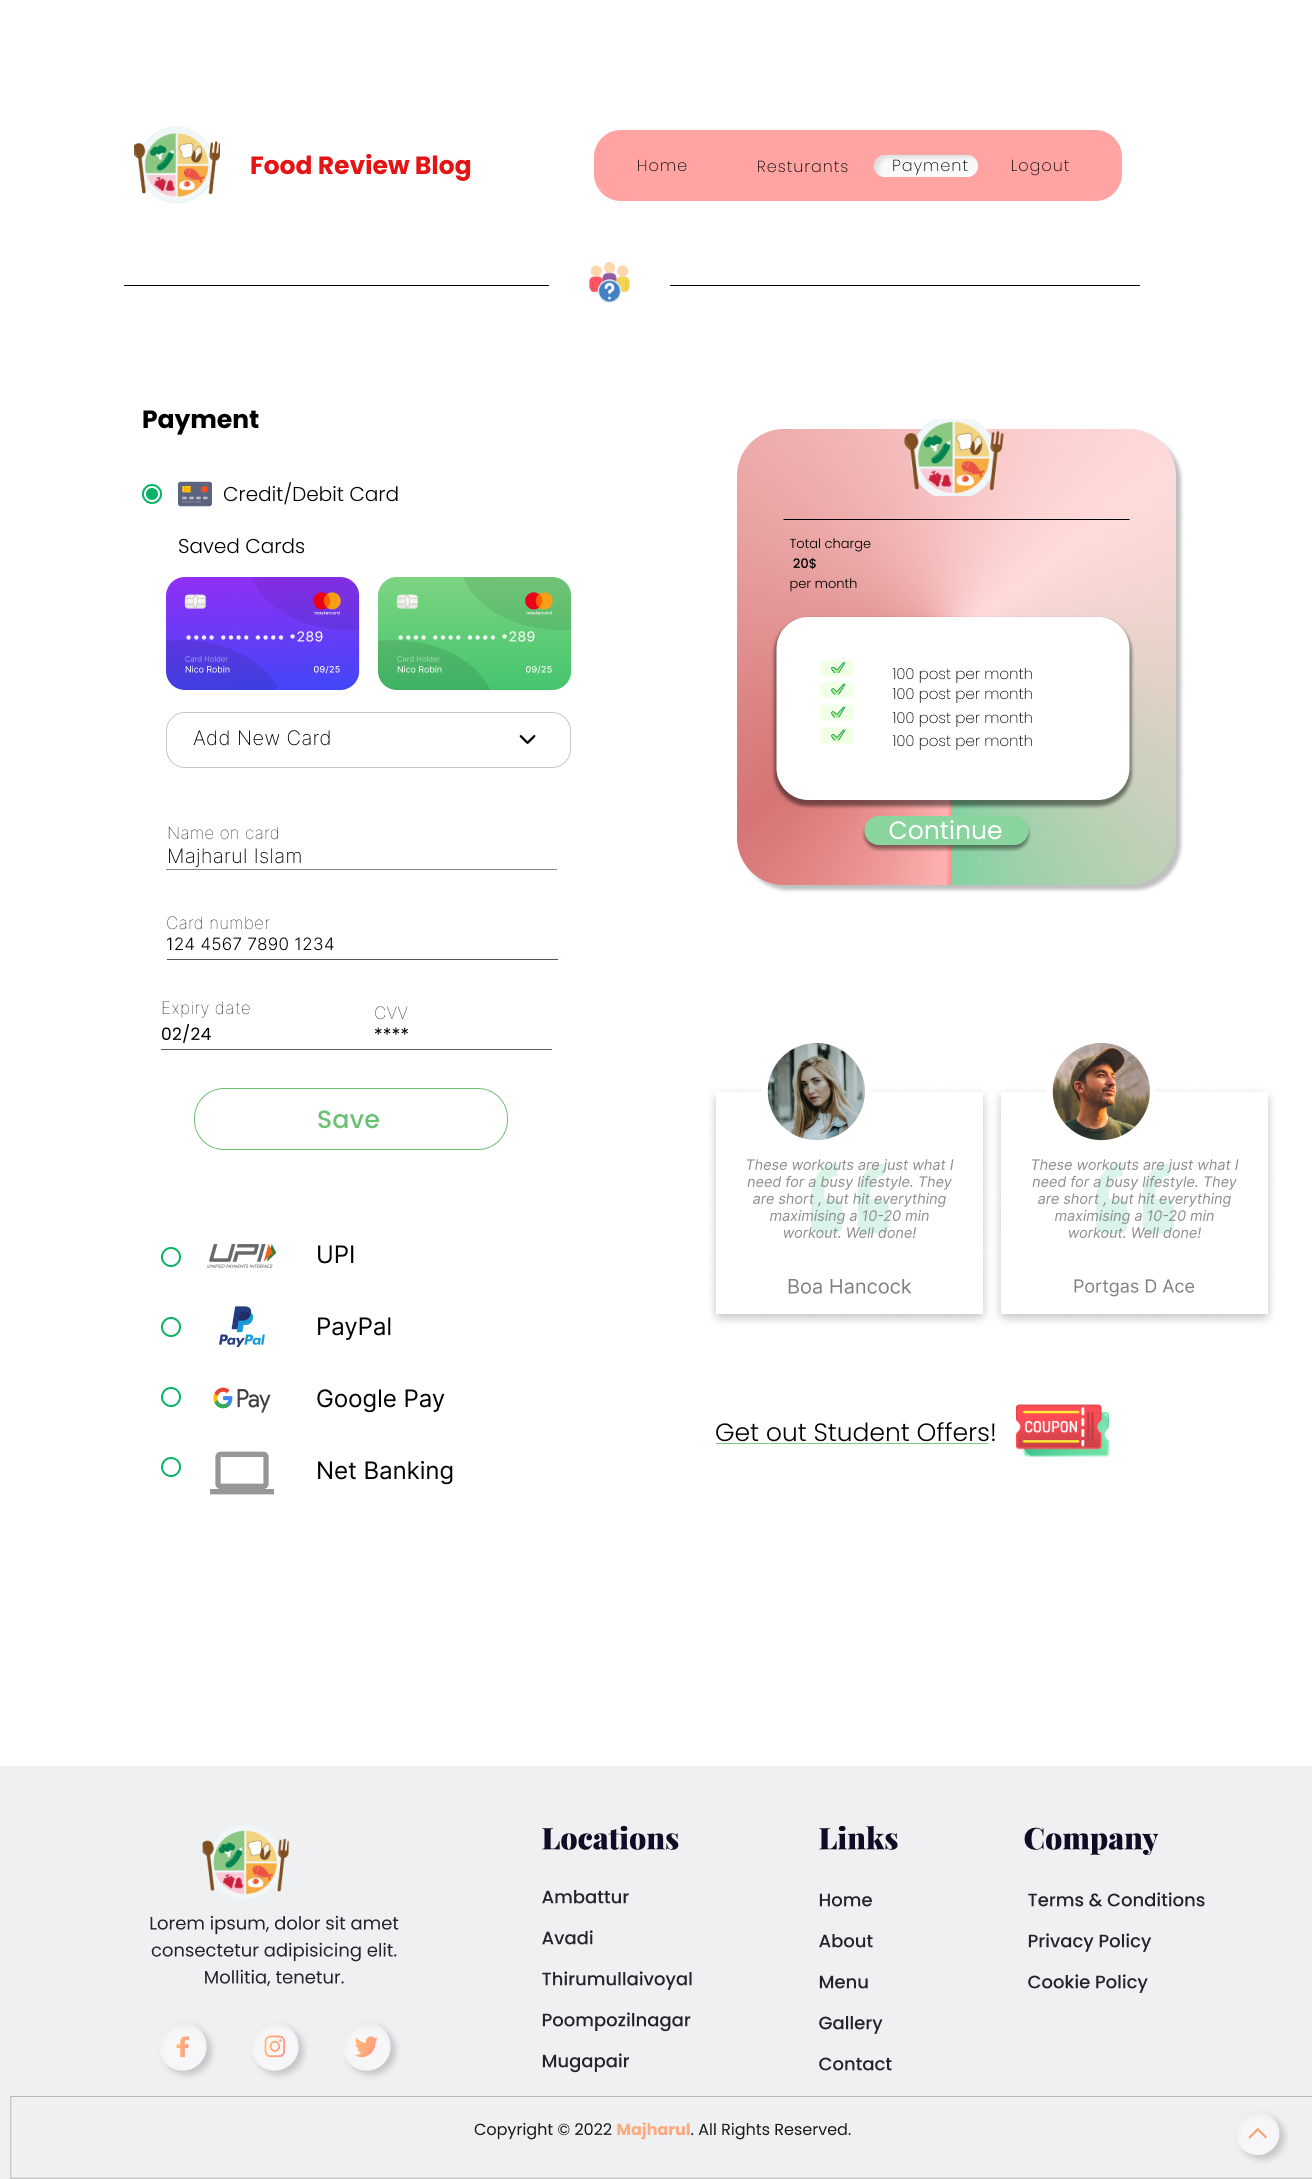 Food Review Blog
Home
Resturants
Payment
Logout
Payment
Credit/Debit Card
Saved Cards
mastercard
•••• •••• •••• •289
Card Holder
Nico Robin
09/25
mastercard
•••• •••• •••• •289
Card Holder
Nico Robin
09/25
Add New Card
Name on card
Majharul Islam
Card number
124 4567 7890 1234
Expiry date
02/24
CVV
****
Save
UPI
UNIFIED PAYMENTS INTERFACE
UPI
PayPal
PayPal
G Pay
Google Pay
Net Banking
Total charge
20$
per month
100 post per month
100 post per month
100 post per month
100 post per month
Continue
These workouts are just what I
need for a busy lifestyle. They
are short , but hit everything
maximising a 10-20 min
workout. Well done!
Boa Hancock
These workouts are just what I
need for a busy lifestyle. They
are short , but hit everything
maximising a 10-20 min
workout. Well done!
Portgas D Ace
Get out Student Offers!
COUPON
Lorem ipsum, dolor sit amet
consectetur adipisicing elit.
Mollitia, tenetur.
Locations
Ambattur
Avadi
Thirumullaivoyal
Poompozilnagar
Mugapair
Links
Home
About
Menu
Gallery
Contact
Company
Terms & Conditions
Privacy Policy
Cookie Policy
Copyright © 2022 Majharul. All Rights Reserved.